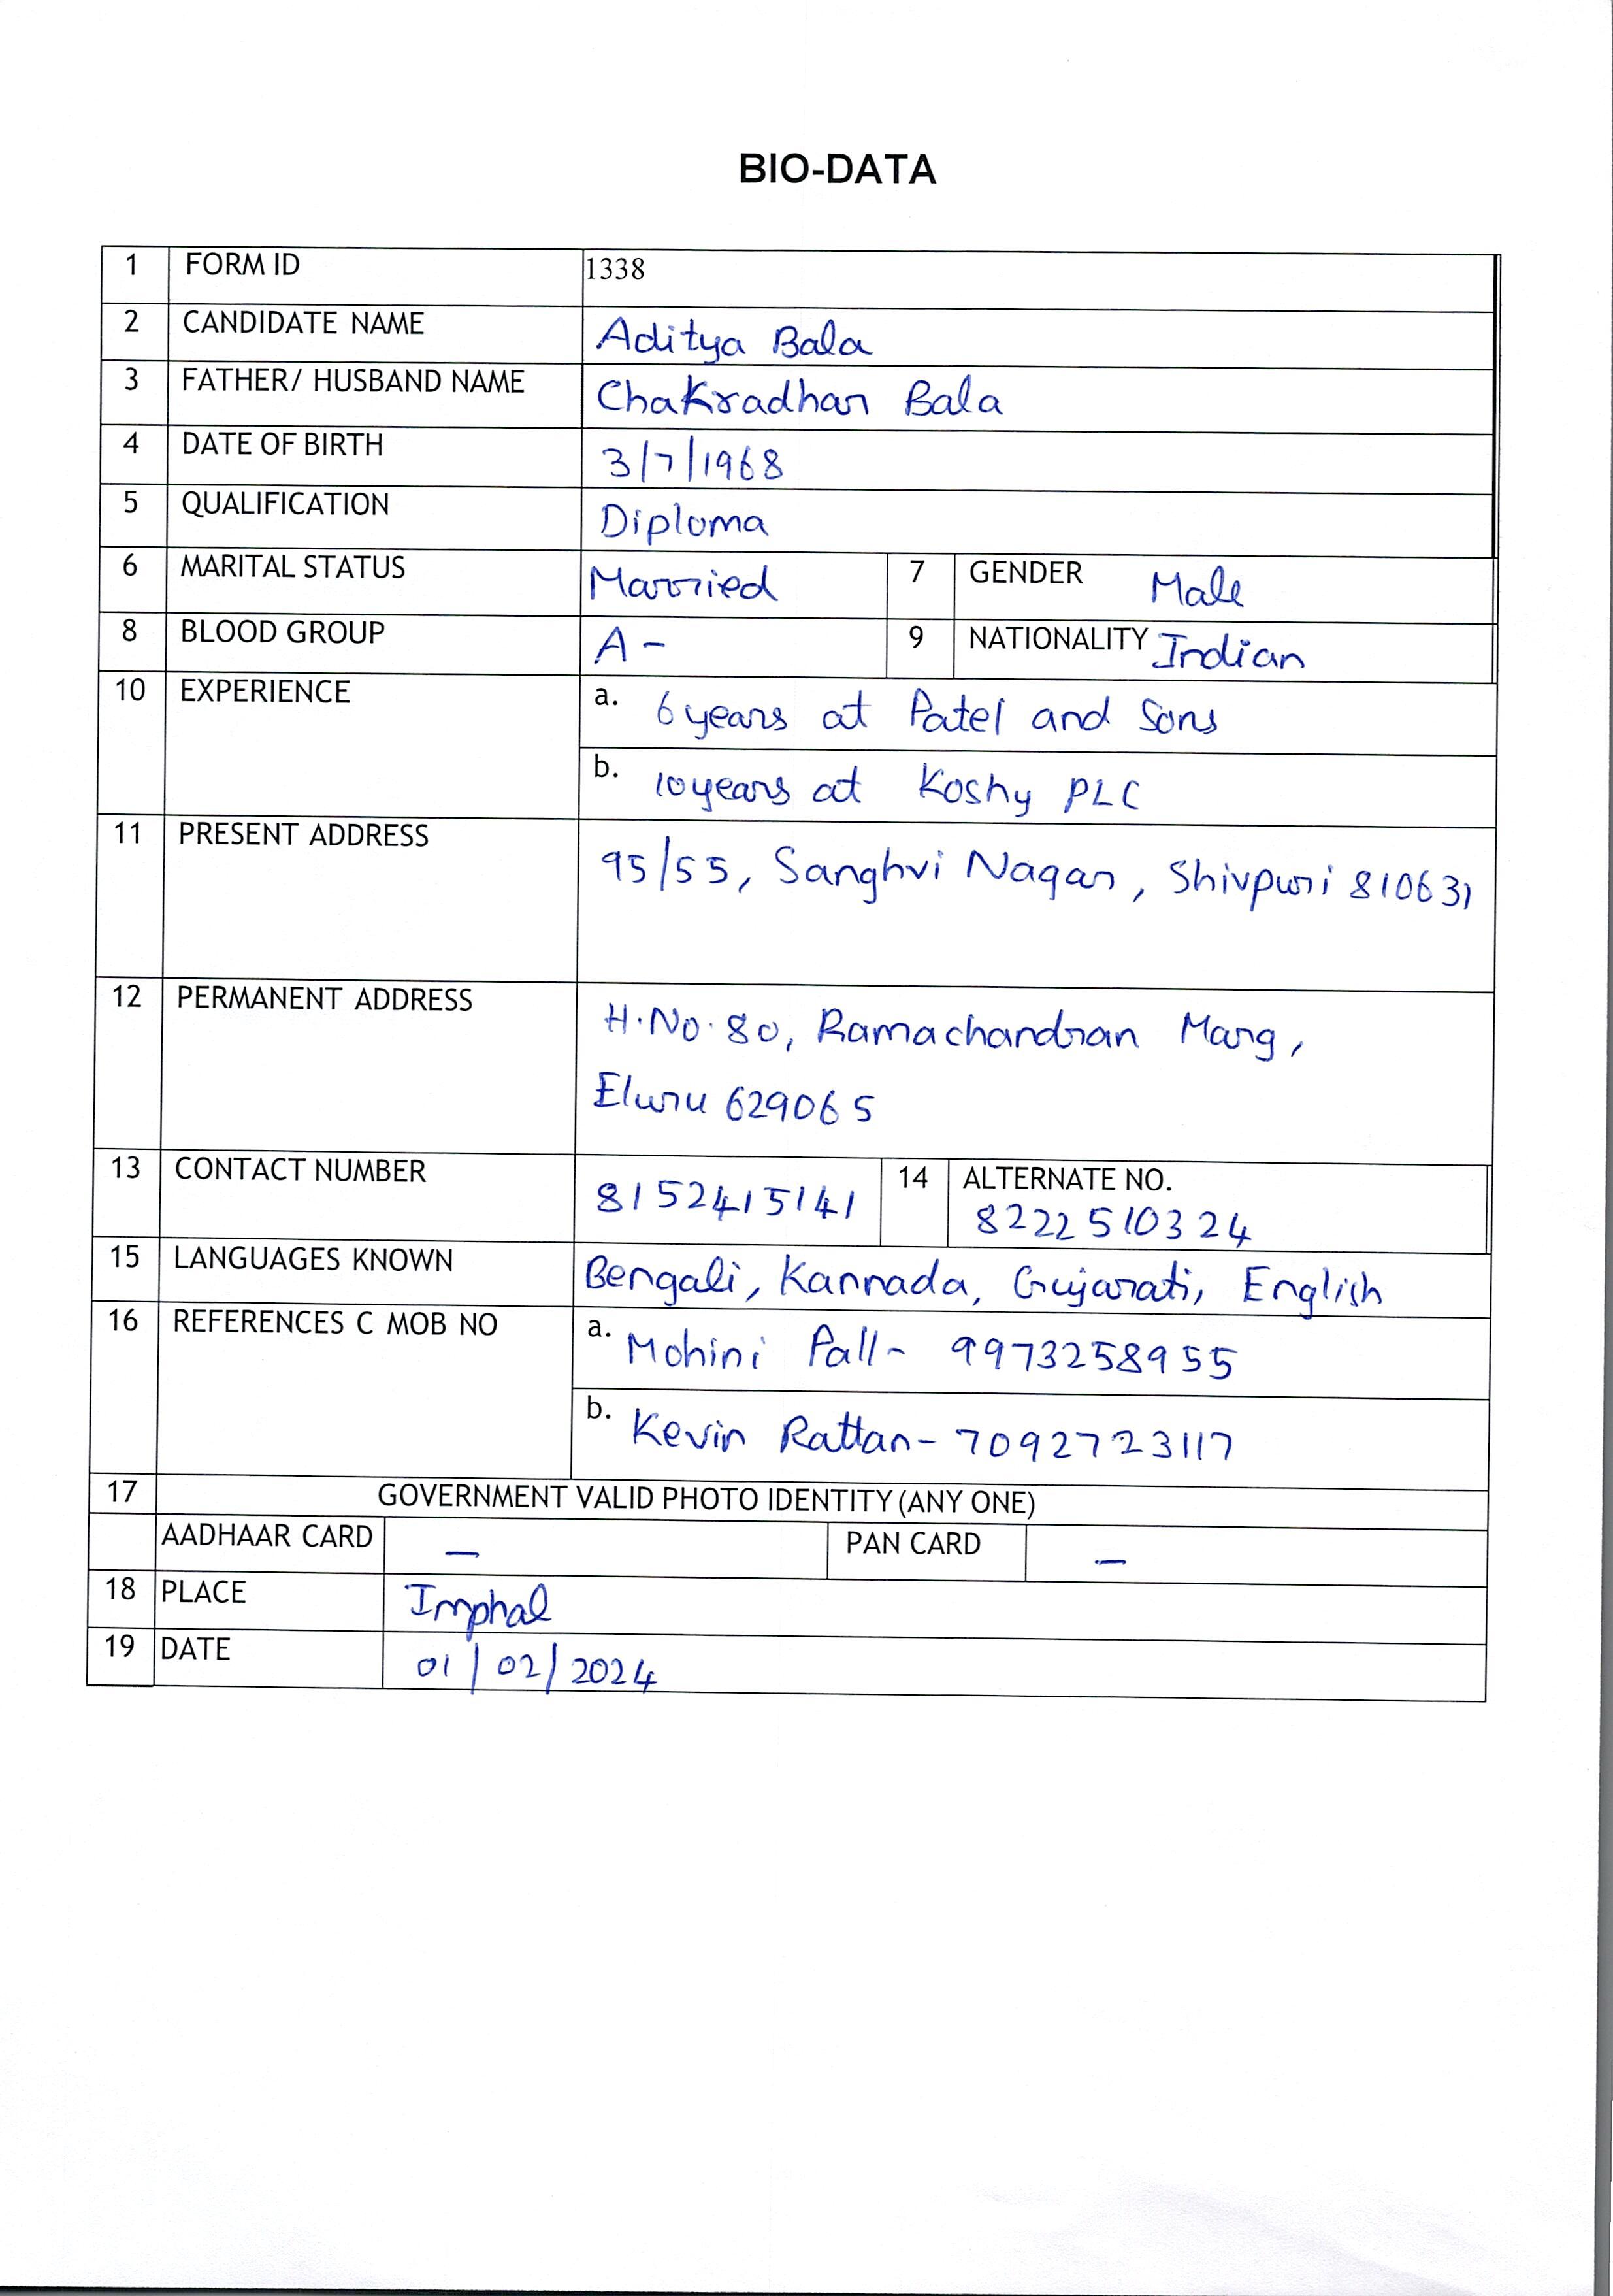 BIO-DATA
1 FORM ID 1338
2 CANDIDATE NAME Aditya Bala
3 FATHER/ HUSBAND NAME Chakradhar Bala
4 DATE OF BIRTH 3/7/1968
5 QUALIFICATION Diploma
6 MARITAL STATUS Married 7 GENDER Male
8 BLOOD GROUP A- 9 NATIONALITY Indian
10 EXPERIENCE a. 6 years at Patel and Sons
b. 10 years at Koshy PLC
11 PRESENT ADDRESS 95/55, Sanghvi Nagar, Shivpuri 810631
12 PERMANENT ADDRESS H.No. 80, Ramachandran Marg,
Eluru 629065
13 CONTACT NUMBER 8152415141 14 ALTERNATE NO.
8222510324
15 LANGUAGES KNOWN Bengali, Kannada, Gujarati, English
16 REFERENCES C MOB NO a. Mohini Pall- 9973258955
b. Kevin Rattan- 7092723117
17 GOVERNMENT VALID PHOTO IDENTITY (ANY ONE)
AADHAAR CARD – PAN CARD –
18 PLACE Imphal
19 DATE 01/02/2024